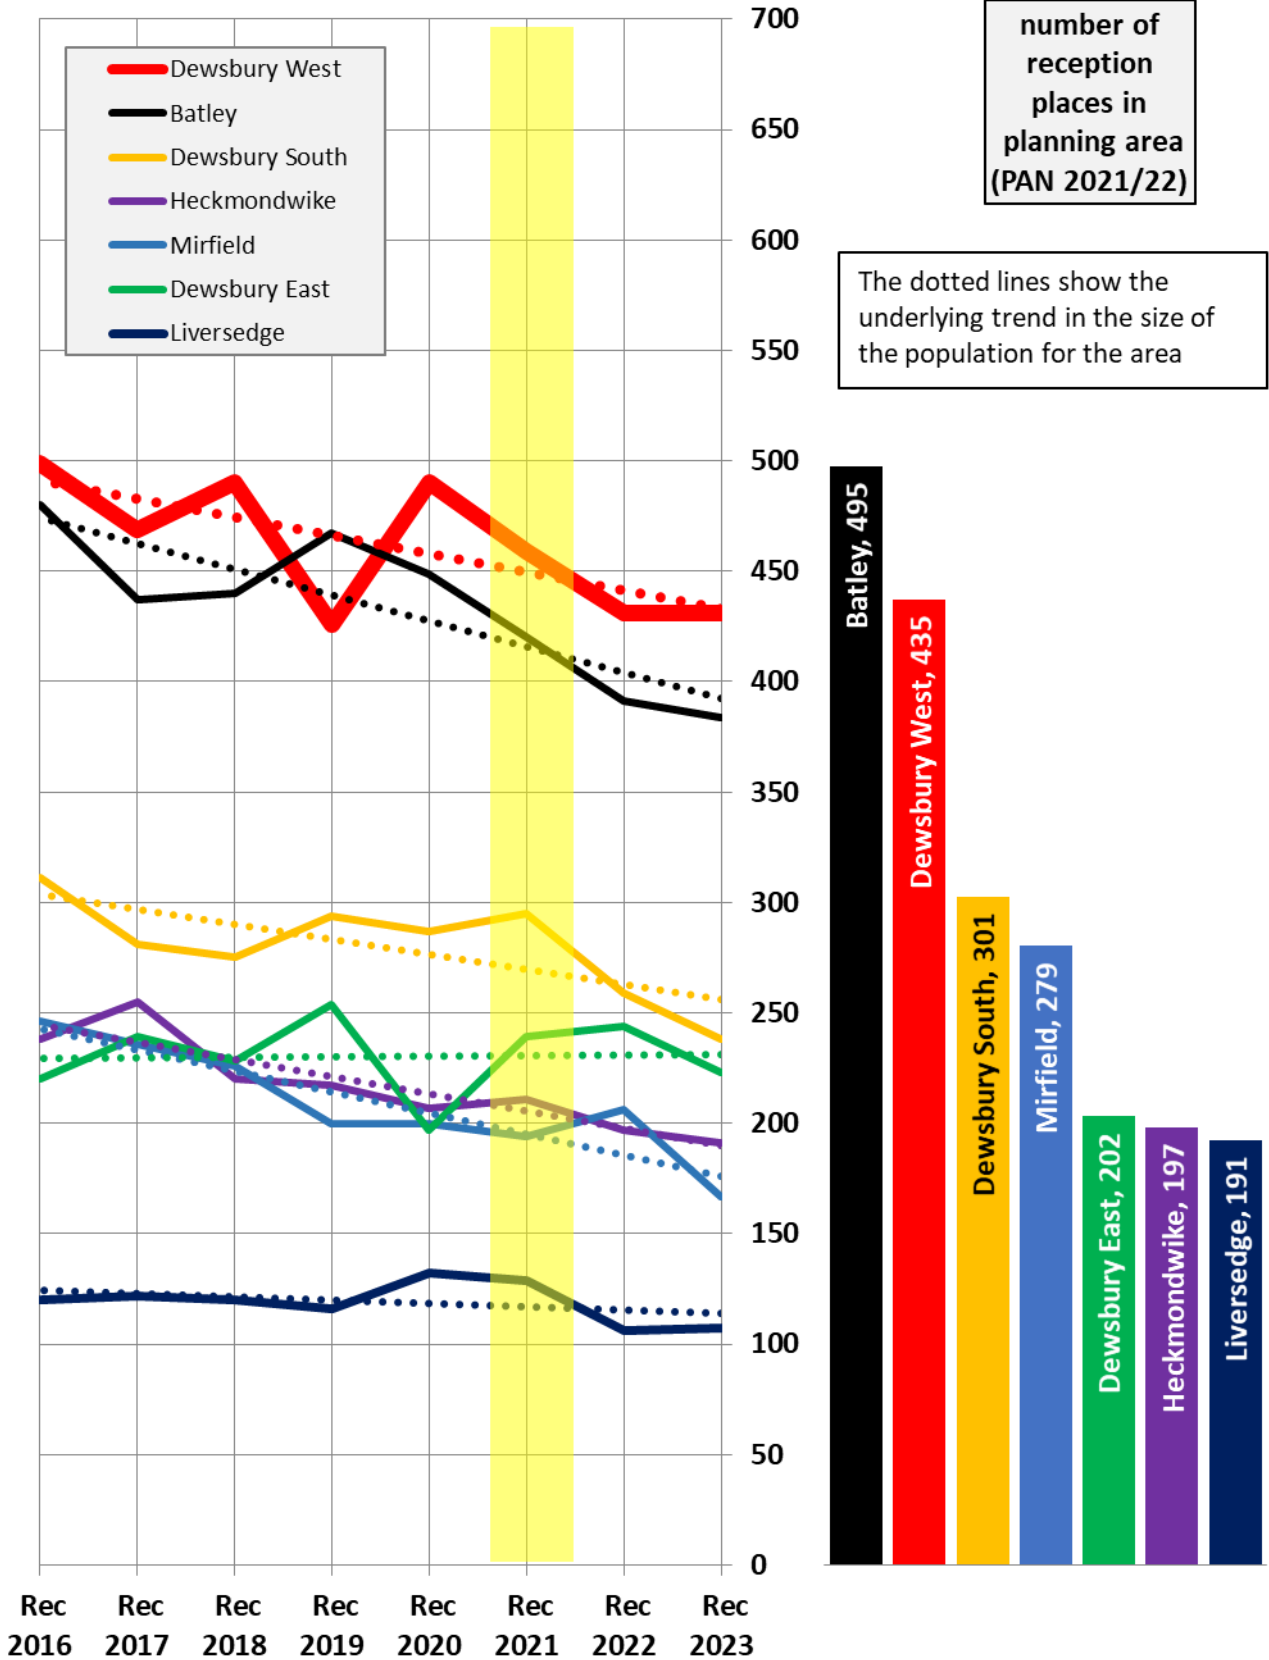 Dewsbury West
Batley
Dewsbury South
Heckmondwike
Mirfield
Dewsbury East
Liversedge
700
650
600
550
500
450
400
350
300
250
200
150
100
50
0
Rec 2016
Rec 2017
Rec 2018
Rec 2019
Rec 2020
Rec 2021
Rec 2022
Rec 2023
number of
reception
places in
planning area
(PAN 2021/22)
The dotted lines show the
underlying trend in the size of
the population for the area
Batley, 495
Dewsbury West, 435
Dewsbury South, 301
Mirfield, 279
Dewsbury East, 202
Heckmondwike, 197
Liversedge, 191